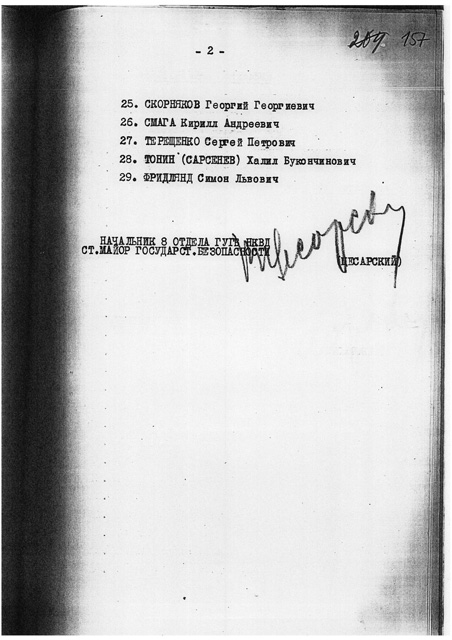 - 2 -
209 157
25. СКОРНЯКОВ Георгий Георгиевич
26. СМАГА Кирилл Андреевич
27. ТЕРЕЩЕНКО Сергей Петрович
28. ТОНИН (САРСЕНЕВ) Халил Букончинович
29. ФРИДЛЯНД Симон Львович
НАЧАЛЬНИК 8 ОТДЕЛА ГУГБ НКВД
СТ.МАЙОР ГОСУДАРСТ.БЕЗОПАСНОСТИ
(ЦЕСАРСКИЙ)